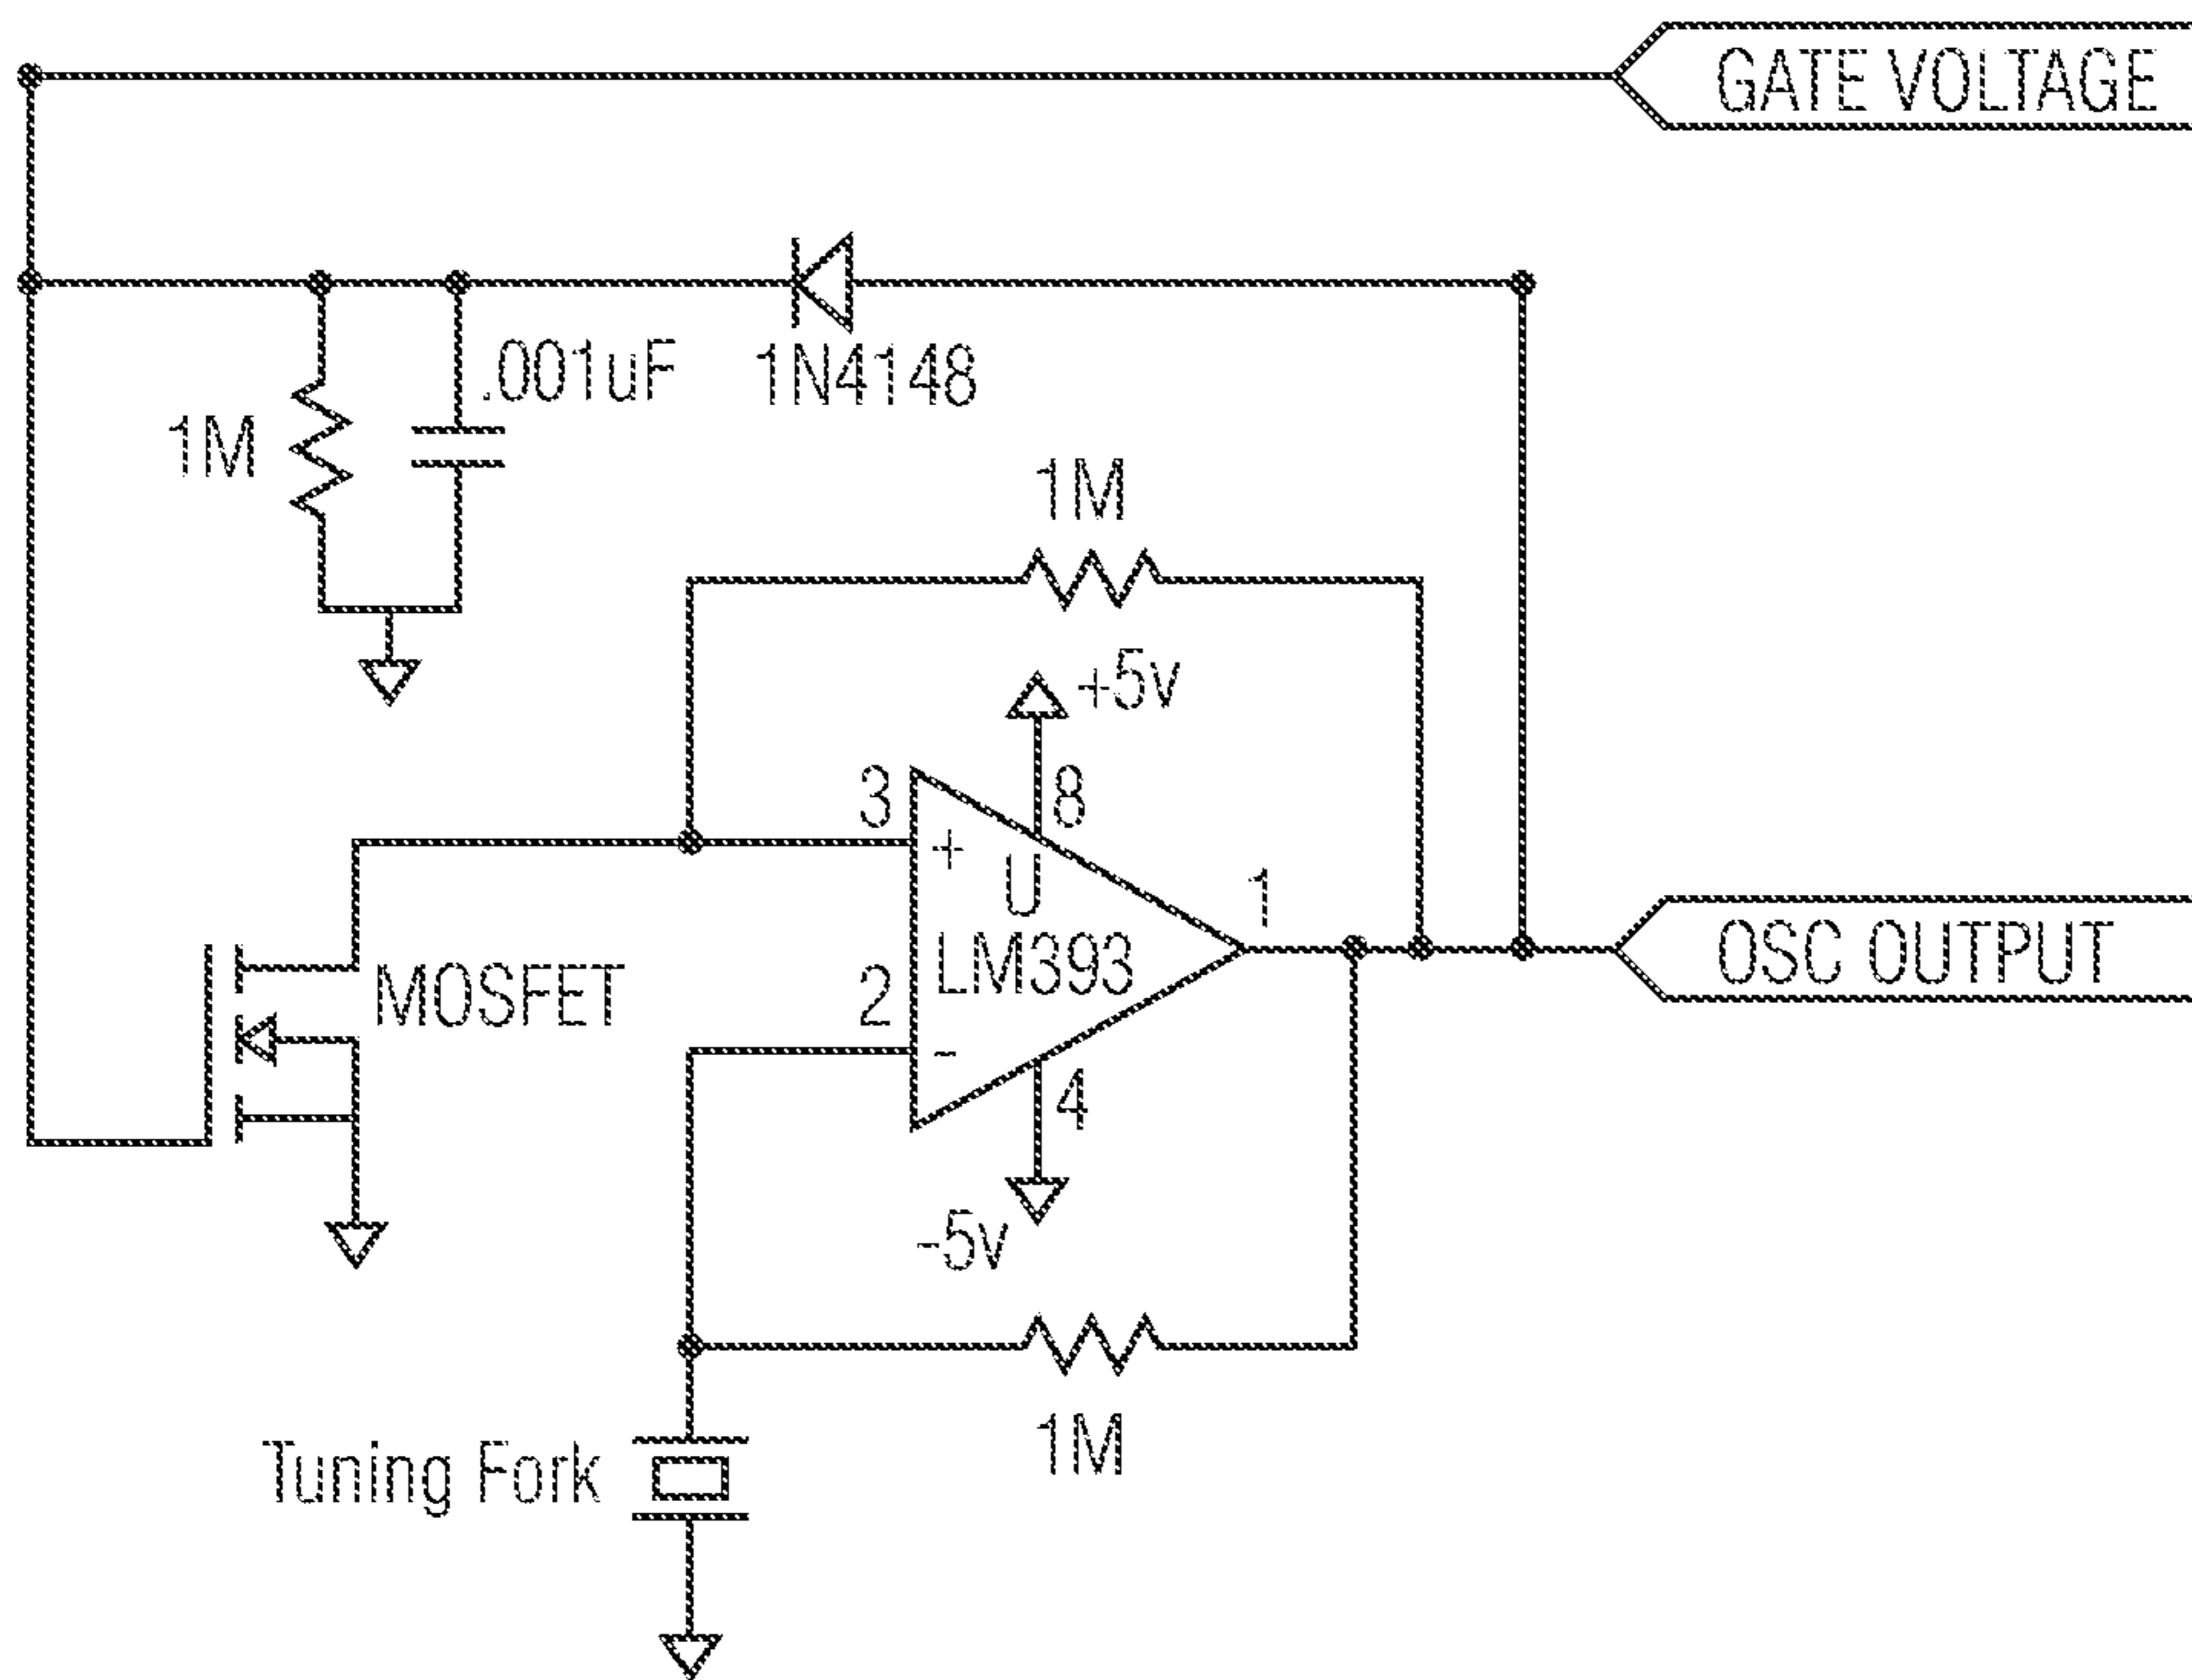 GATE VOLTAGE
.001uF
1N4148
1M
1M
+5v
3
8
+
U
1
MOSFET
2
LM393
OSC OUTPUT
-
4
-5v
Tuning Fork
1M